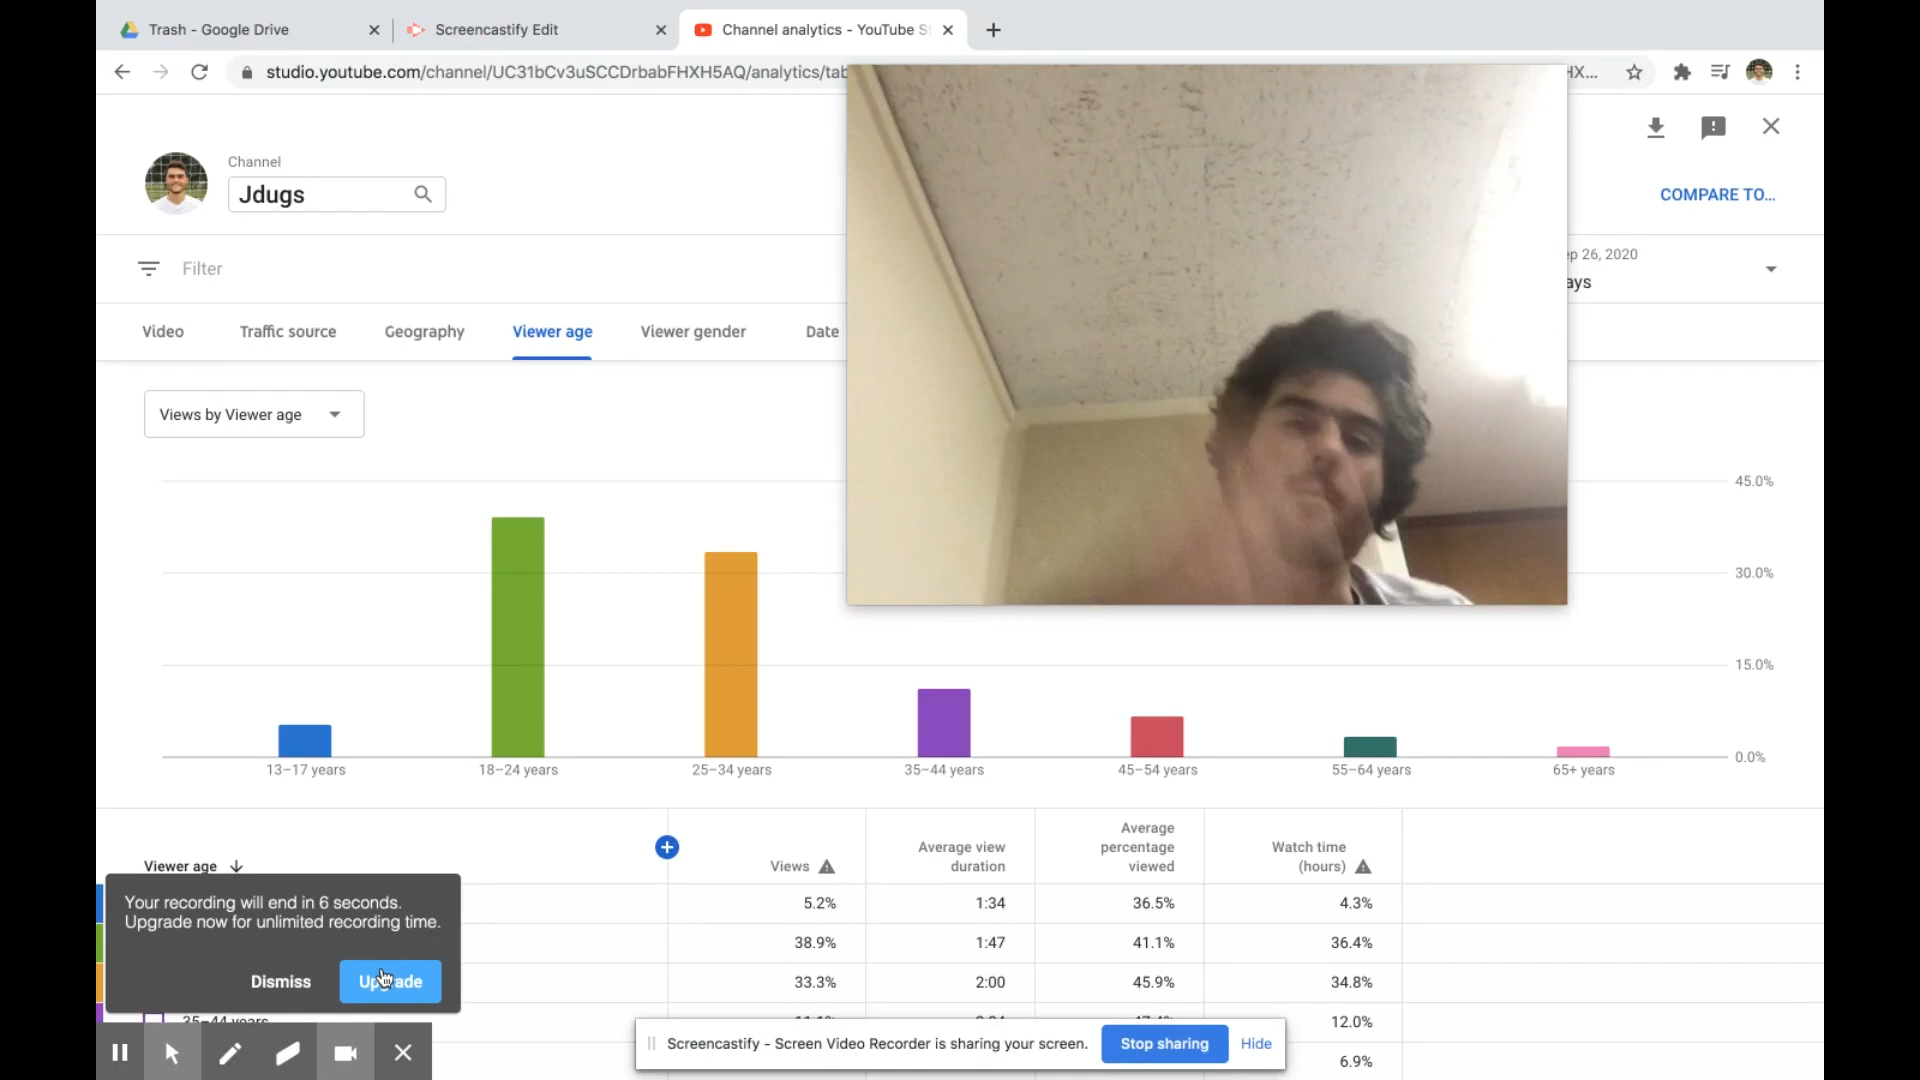 Trash - Google Drive
Screencastify Edit
Channel analytics - YouTube S
studio.youtube.com/channel/UC31bCv3uSCCDrbabFHXH5AQ/analytics/tab
HX...
Channel
Jdugs
COMPARE TO...
Filter
ep 26, 2020
ays
Video
Traffic source
Geography
Viewer age
Viewer gender
Date
Views by Viewer age
45.0%
30.0%
15.0%
0.0%
13–17 years
18–24 years
25–34 years
35–44 years
45–54 years
55–64 years
65+ years
Viewer age
Views
Average view
duration
Average
percentage
viewed
Watch time
(hours)
5.2%
1:34
36.5%
4.3%
38.9%
1:47
41.1%
36.4%
33.3%
2:00
45.9%
34.8%
35–44 years
12.0%
6.9%
Your recording will end in 6 seconds.
Upgrade now for unlimited recording time.
Dismiss
Upgrade
Screencastify - Screen Video Recorder is sharing your screen.
Stop sharing
Hide